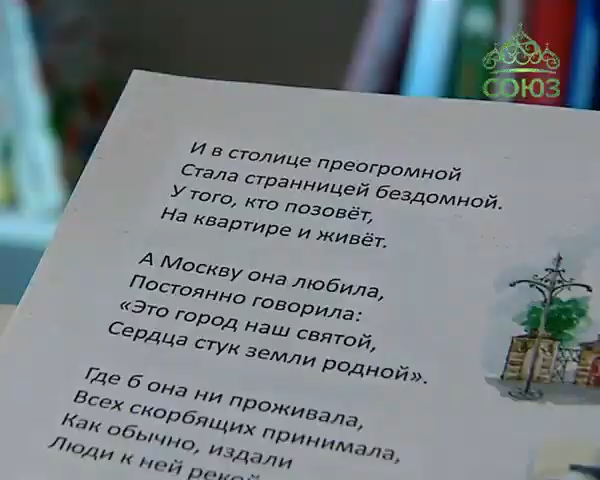 СОЮЗ
И в столице преогромной
Стала странницей бездомной.
У того, кто позовёт,
На квартире и живёт.
А Москву она любила,
Постоянно говорила:
«Это город наш святой,
Сердца стук земли родной».
Где б она ни проживала,
Всех скорбящих принимала,
Как обычно, издали
Люди к ней рекой